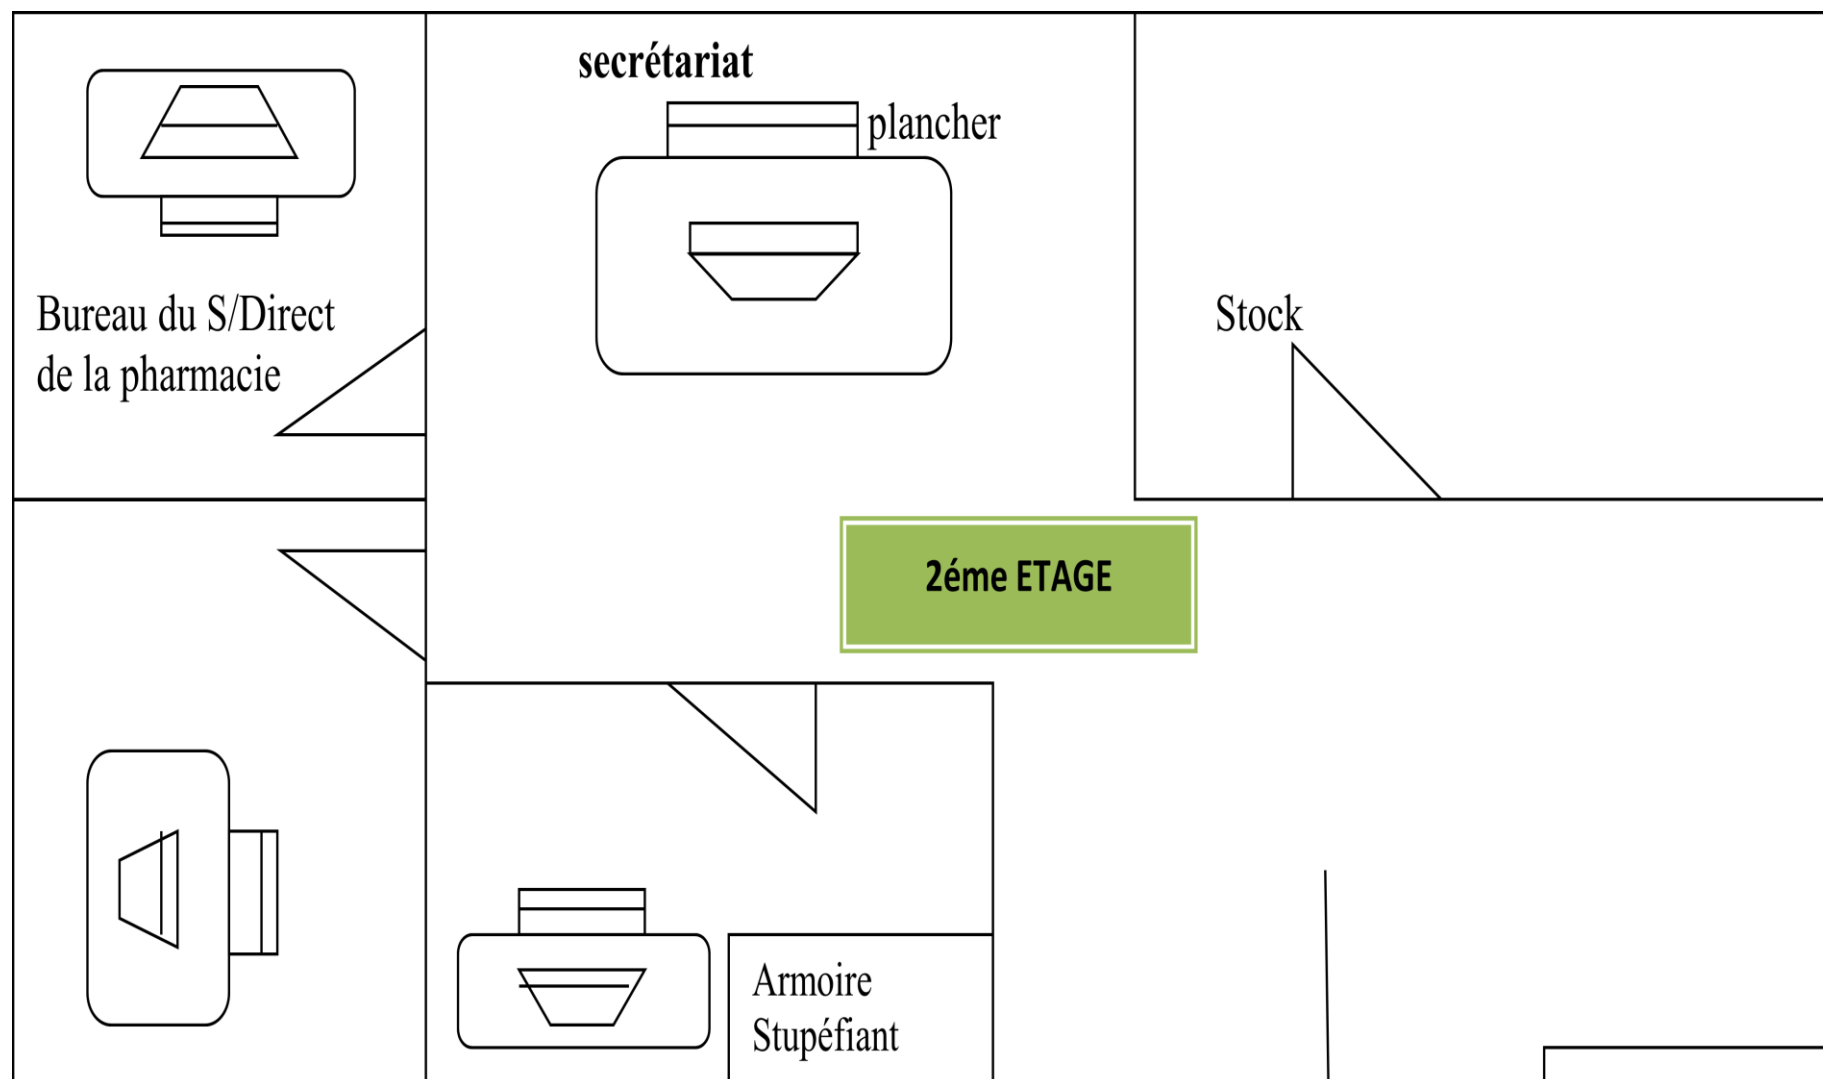 secrétariat
plancher
Bureau du S/Direct
de la pharmacie
Stock
2éme ETAGE
Armoire
Stupéfiant